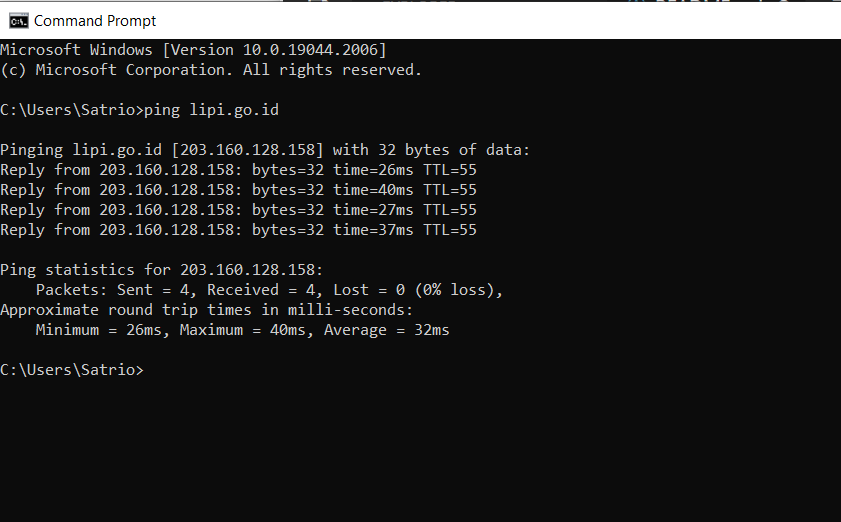 Command Prompt
Microsoft Windows [Version 10.0.19044.2006]
(c) Microsoft Corporation. All rights reserved.
C:\Users\Satrio>ping lipi.go.id
Pinging lipi.go.id [203.160.128.158] with 32 bytes of data:
Reply from 203.160.128.158: bytes=32 time=26ms TTL=55
Reply from 203.160.128.158: bytes=32 time=40ms TTL=55
Reply from 203.160.128.158: bytes=32 time=27ms TTL=55
Reply from 203.160.128.158: bytes=32 time=37ms TTL=55
Ping statistics for 203.160.128.158:
    Packets: Sent = 4, Received = 4, Lost = 0 (0% loss),
Approximate round trip times in milli-seconds:
    Minimum = 26ms, Maximum = 40ms, Average = 32ms
C:\Users\Satrio>